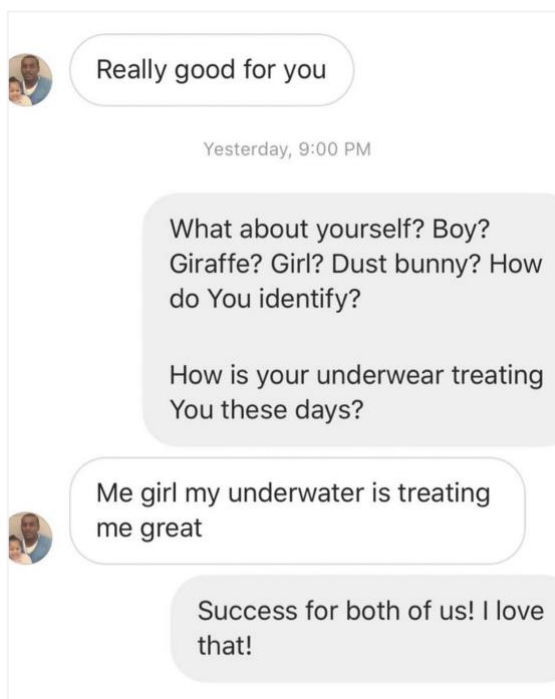 Really good for you
Yesterday, 9:00 PM
What about yourself? Boy?
Giraffe? Girl? Dust bunny? How
do You identify?
How is your underwear treating
You these days?
Me girl my underwater is treating
me great
Success for both of us! I love
that!